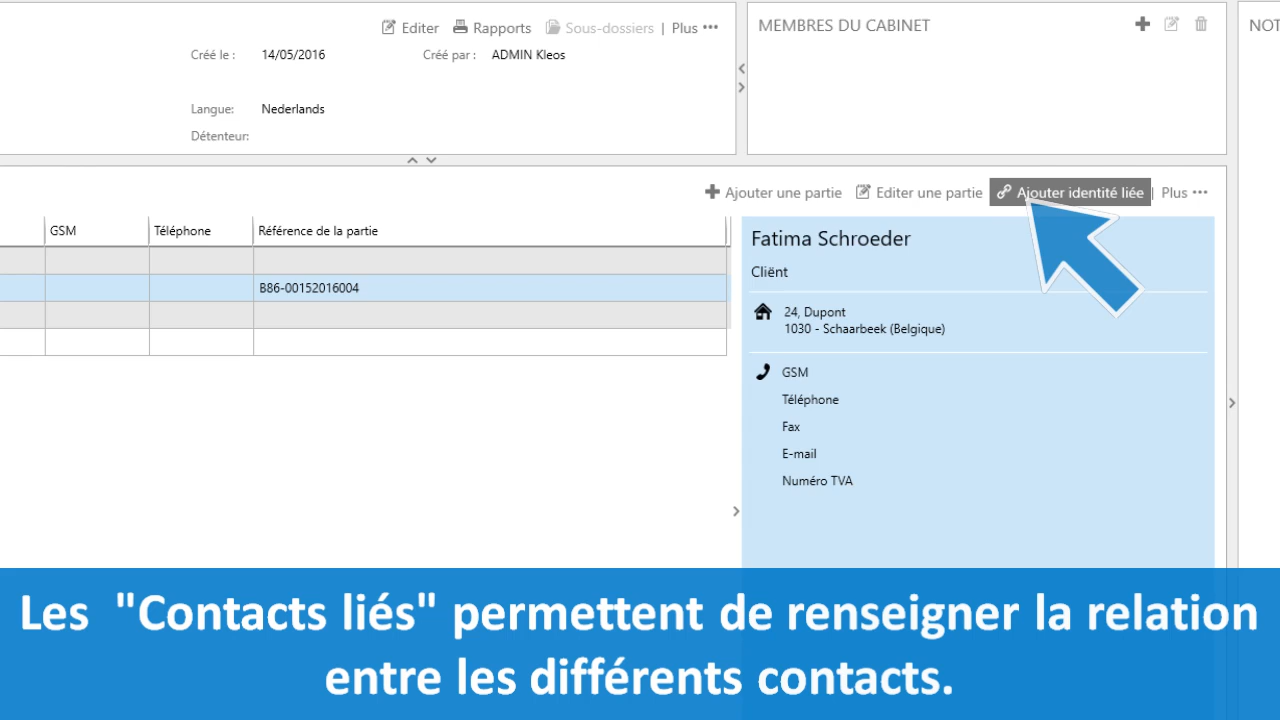 Editer Rapports Sous-dossiers | Plus •••
Créé le : 14/05/2016 Créé par : ADMIN Kleos
Langue: Nederlands
Détenteur:
MEMBRES DU CABINET
NOT
Ajouter une partie Editer une partie Ajouter identité liée | Plus •••
GSM Téléphone Référence de la partie
B86-00152016004
Fatima Schroeder
Cliënt
24, Dupont
1030 - Schaarbeek (Belgique)
GSM
Téléphone
Fax
E-mail
Numéro TVA
Les "Contacts liés" permettent de renseigner la relation
entre les différents contacts.